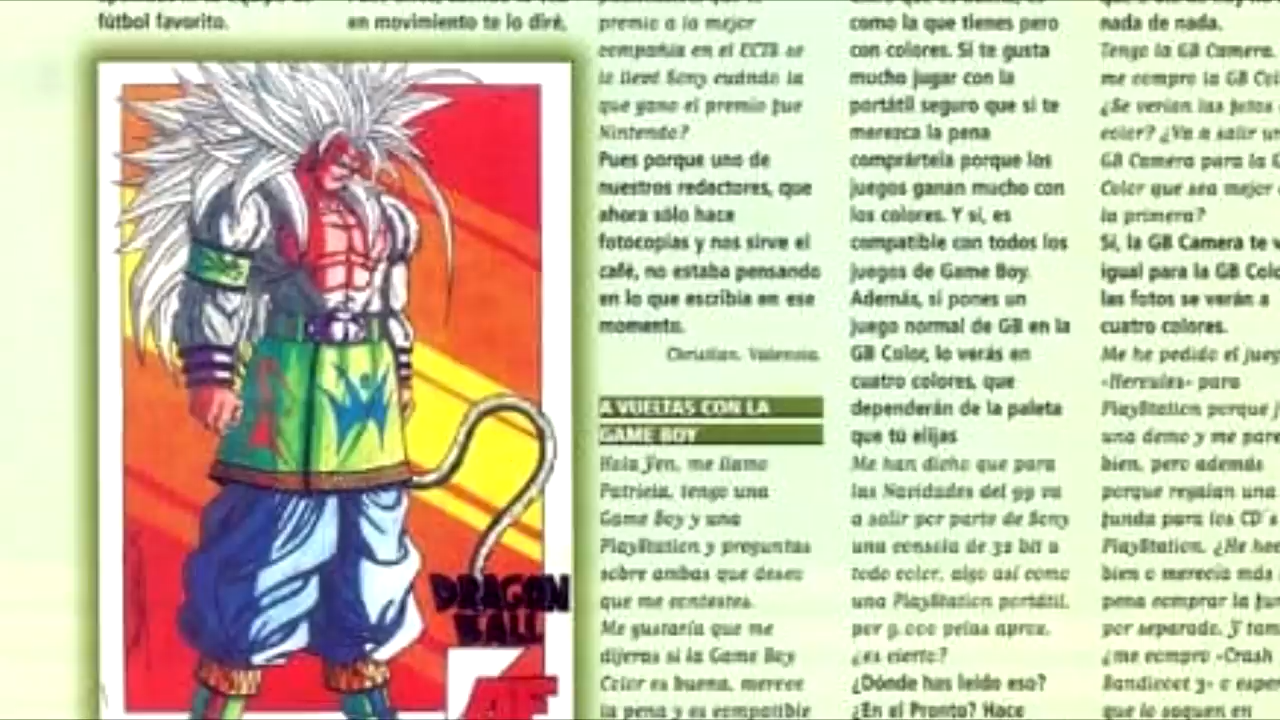 fútbol favorito.
en movimiento te lo diré,
DRAGON
BALL
AF
premio a la mejor
compañía en el ECTS se
lo llevó Sony cuándo la
que gano el premio fue
Nintendo?
Pues porque uno de
nuestros redactores, que
ahora sólo hace
fotocopias y nos sirve el
café, no estaba pensando
en lo que escribía en ese
momento.
Christian. Valencia.
A VUELTAS CON LA
GAME BOY
Hola Yen, me llamo
Patricia, tengo una
Game Boy y una
PlayStation y preguntas
sobre ambas que deseo
que me contestes.
Me gustaría que me
dijeras si la Game Boy
Color es buena, merece
la pena y es compatible
como la que tienes pero
con colores. Si te gusta
mucho jugar con la
portátil seguro que si te
merezca la pena
comprártela porque los
juegos ganan mucho con
los colores. Y sí, es
compatible con todos los
juegos de Game Boy.
Además, si pones un
juego normal de GB en la
GB Color, lo verás en
cuatro colores, que
dependerán de la paleta
que tú elijas
Me han dicho que para
las Navidades del 99 va
a salir por parte de Sony
una consola de 32 bit a
todo color, algo así como
una PlayStation portátil,
por 9.000 pelas aprox.
¿es cierto?
¿Dónde has leído eso?
¿En el Pronto? Hace
nada de nada.
Tengo la GB Camera.
me compro la GB
¿Se verían las fotos
color? ¿Va a salir
GB Camera para la
Color que sea mejor
la primera?
Sí, la GB Camera te
igual para la GB
las fotos se verán a
cuatro colores.
Me he pedido el
«Hercules» para
PlayStation porque
una demo y me
bien, pero además
porque regalan una
funda para los CD´s
PlayStation. ¿He
bien o merecía más
pena comprar la
por separado. Y
¿me compro «Crash
Bandicoot 3» o
que lo saquen en